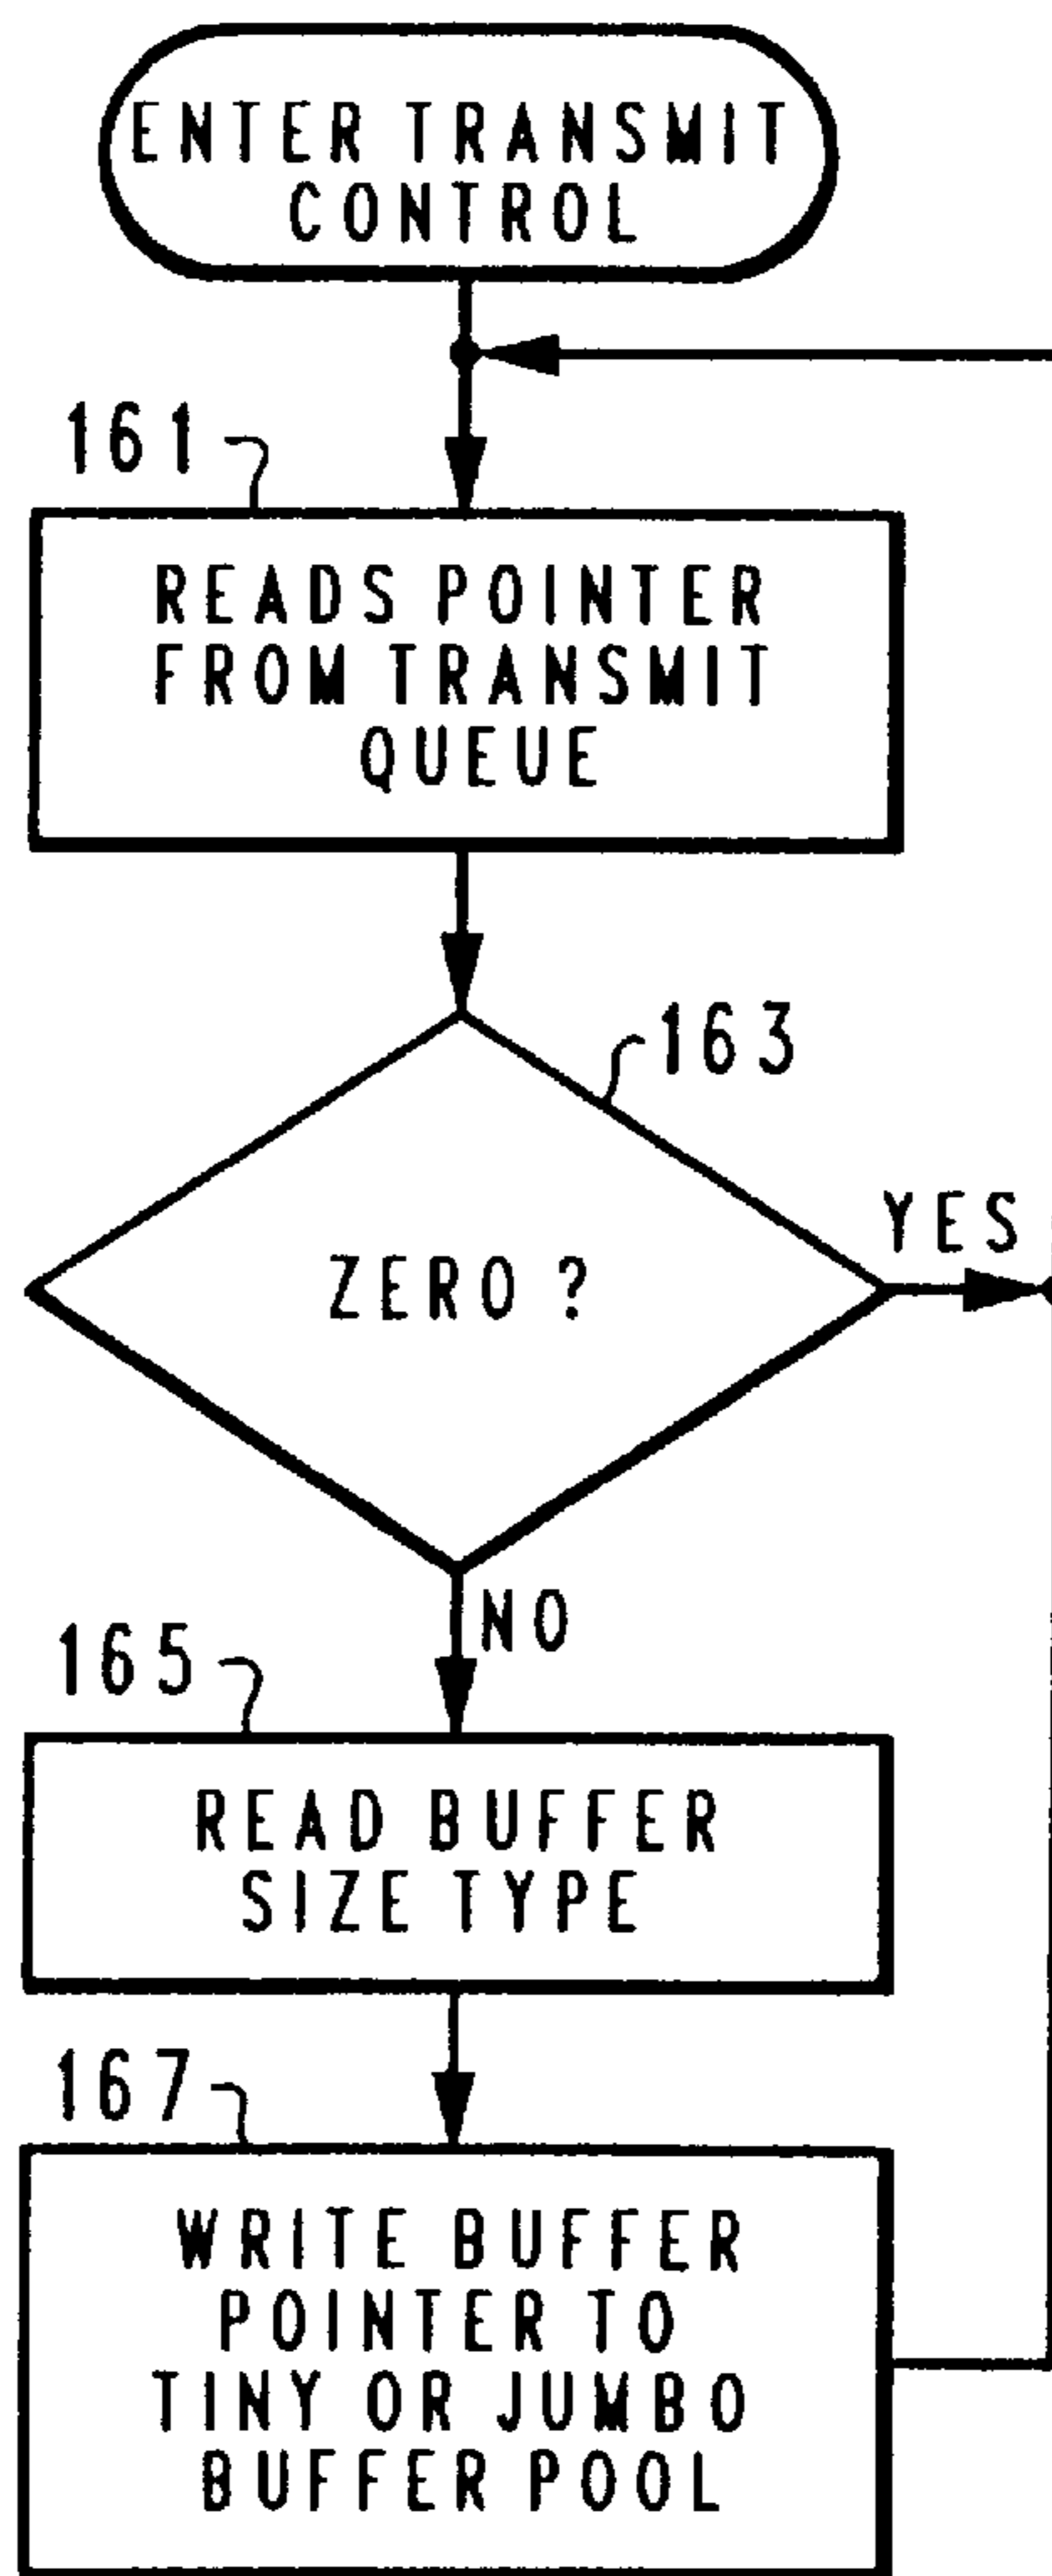 ENTER TRANSMIT
CONTROL
161
READS POINTER
FROM TRANSMIT
QUEUE
163
ZERO ?
YES
NO
165
READ BUFFER
SIZE TYPE
167
WRITE BUFFER
POINTER TO
TINY OR JUMBO
BUFFER POOL